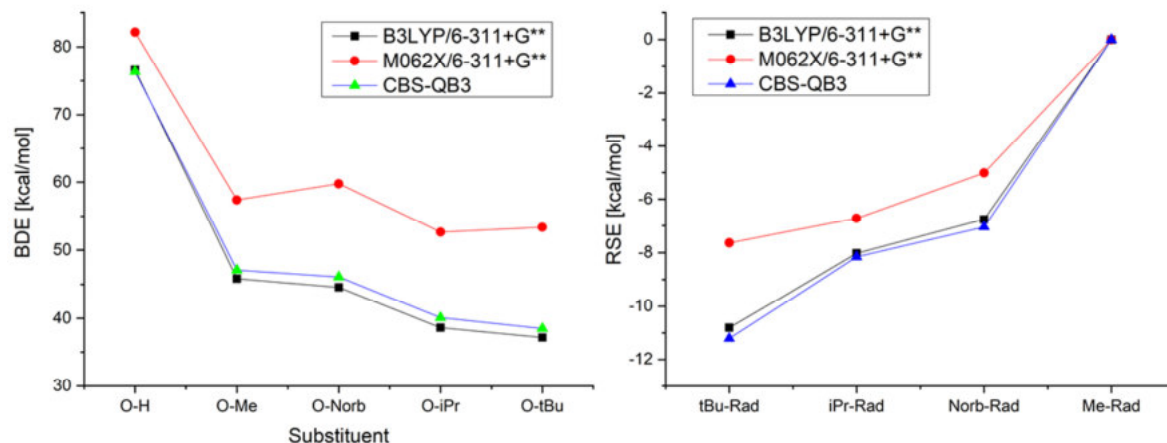 BDE [kcal/mol]
80
70
60
50
40
30
B3LYP/6-311+G**
M062X/6-311+G**
CBS-QB3
O-H
O-Me
O-Norb
O-iPr
O-tBu
Substituent
RSE [kcal/mol]
0
-2
-4
-6
-8
-10
-12
B3LYP/6-311+G**
M062X/6-311+G**
CBS-QB3
tBu-Rad
iPr-Rad
Norb-Rad
Me-Rad